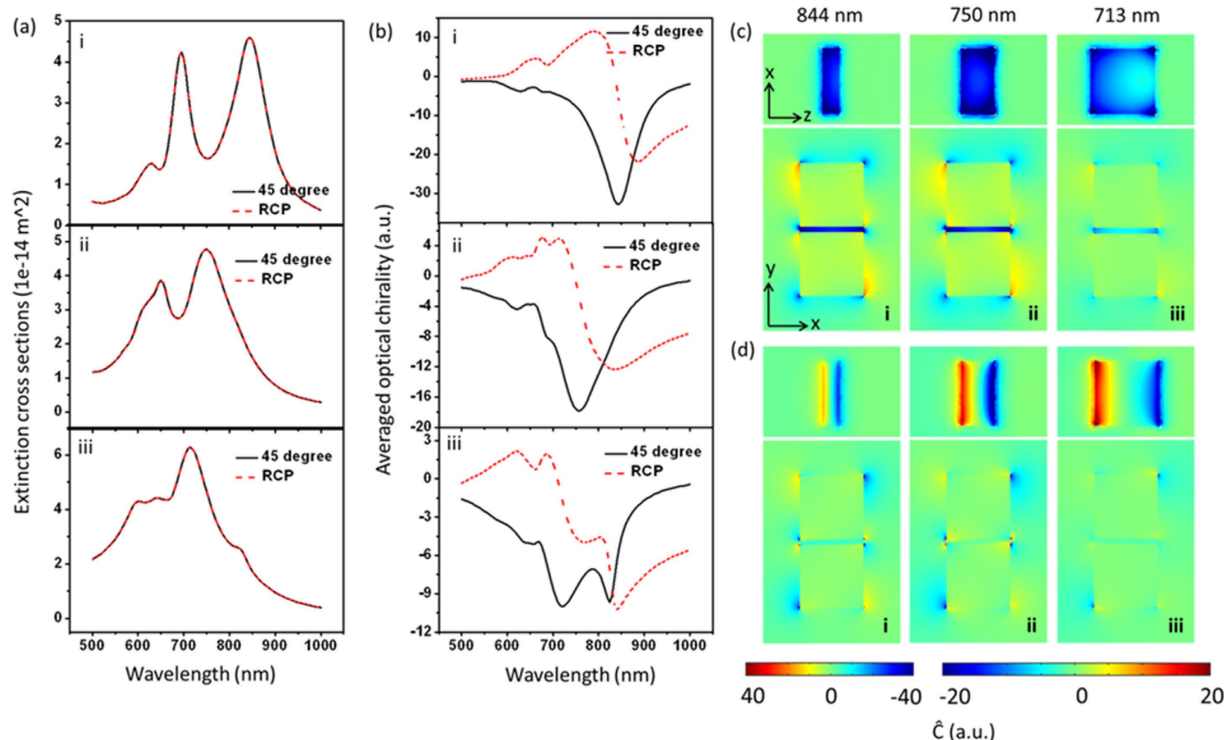 (a)
i
Extinction cross sections (1e-14 m^2)
5
4
3
2
1
0
45 degree
RCP
ii
5
4
3
2
1
0
45 degree
RCP
iii
6
4
2
0
45 degree
RCP
500 600 700 800 900 1000
Wavelength (nm)
(b)
i
Averaged optical chirality (a.u.)
10
0
-10
-20
-30
45 degree
RCP
ii
4
0
-4
-8
-12
-16
-20
45 degree
RCP
iii
3
0
-3
-6
-9
-12
45 degree
RCP
500 600 700 800 900 1000
Wavelength (nm)
844 nm 750 nm 713 nm
(c)
x
z
y
x
i ii iii
(d)
i ii iii
40 0 -40 -20 0 20
Ĉ (a.u.)